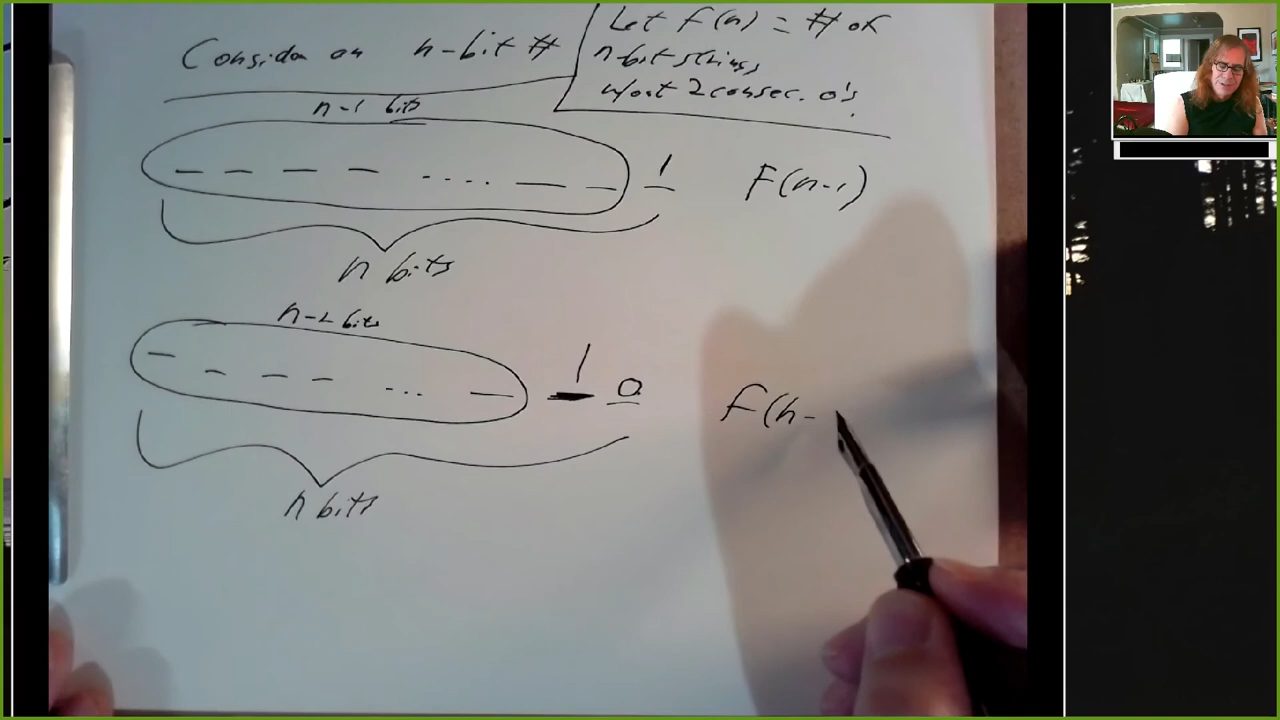 Let F(n) = # of
n-bit strings
w/out 2 consec. 0's.
Consider an n-bit #
n-1 bits
1
F(n-1)
n bits
n-2 bits
... 1 0
F(n-
n bits